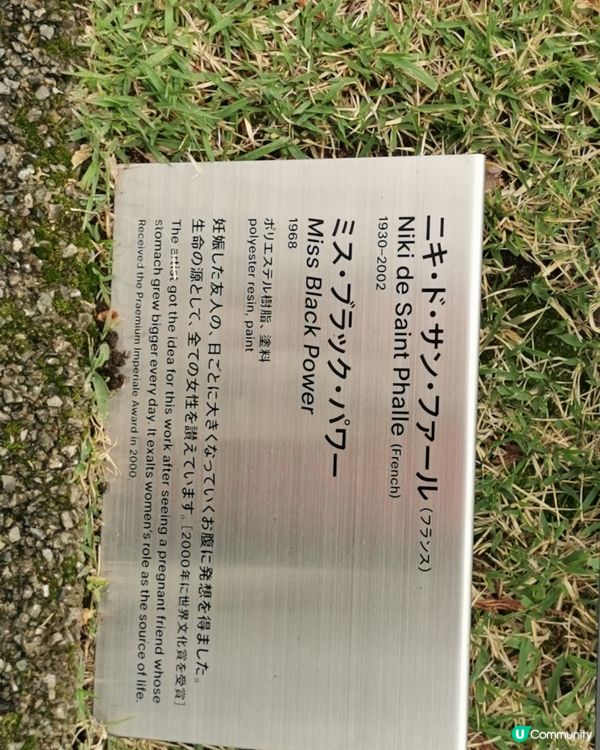 ニキ・ド・サン・ファール（フランス）
Niki de Saint Phalle (French)
1930-2002
ミス・ブラック・パワー
Miss Black Power
1968
ポリエステル樹脂、塗料
polyester resin, paint
妊娠した友人の、日ごとに大きくなっていくお腹に発想を得ました。
生命の源として、全ての女性を讃えています。［2000年に世界文化賞を受賞］
The artist got the idea for this work after seeing a pregnant friend whose
stomach grew bigger every day. It exalts women's role as the source of life.
Received the Praemium Imperiale Award in 2000
U Community